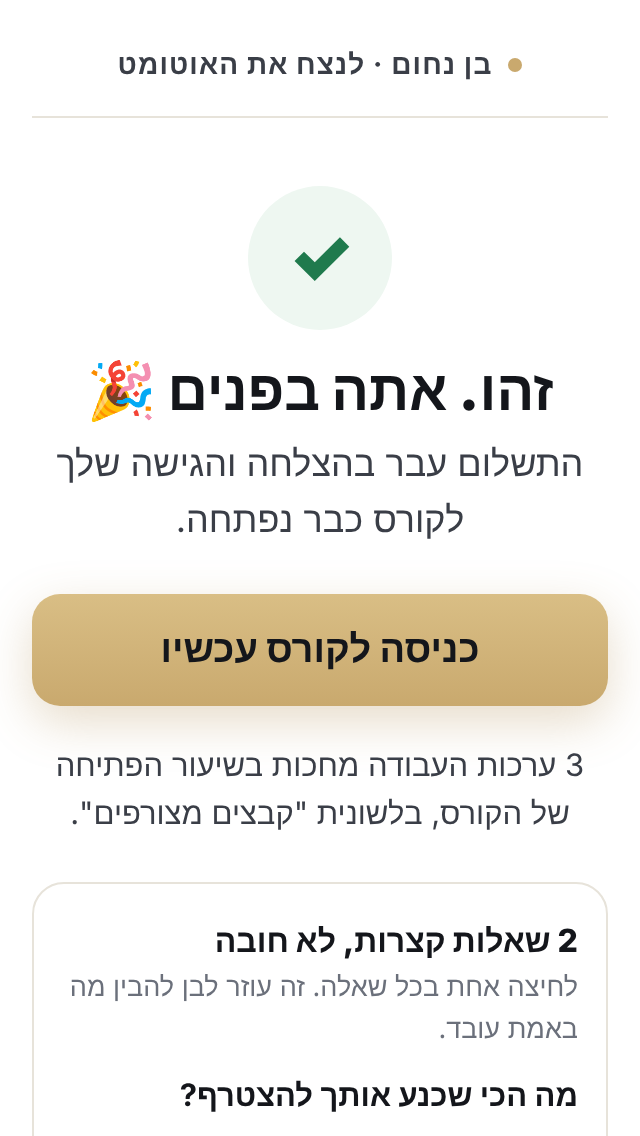 בן נחום · לנצח את האוטומט
זהו. אתה בפנים 🎉
התשלום עבר בהצלחה והגישה שלך
לקורס כבר נפתחה.
כניסה לקורס עכשיו
3 ערכות העבודה מחכות בשיעור הפתיחה
של הקורס, בלשונית "קבצים מצורפים".
2 שאלות קצרות, לא חובה
לחיצה אחת בכל שאלה. זה עוזר לבן להבין מה
באמת עובד.
מה הכי שכנע אותך להצטרף?